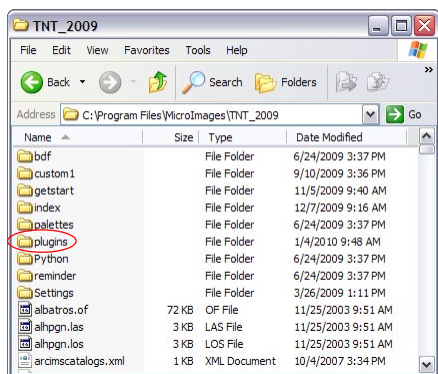 TNT_2009
File Edit View Favorites Tools Help
Back Search Folders »
Address C:\Program Files\MicroImages\TNT_2009 Go
Name Size Type Date Modified
bdf File Folder 6/24/2009 3:37 PM
custom1 File Folder 9/10/2009 3:36 PM
getstart File Folder 11/5/2009 9:40 AM
index File Folder 12/7/2009 9:16 AM
palettes File Folder 6/24/2009 3:37 PM
plugins File Folder 1/4/2010 9:48 AM
Python File Folder 6/24/2009 3:37 PM
reminder File Folder 6/24/2009 3:37 PM
Settings File Folder 3/26/2009 1:11 PM
albatros.of 72 KB OF File 11/25/2003 9:51 AM
alhpgn.las 3 KB LAS File 11/25/2003 9:51 AM
alhpgn.los 3 KB LOS File 11/25/2003 9:51 AM
arcimscatalogs.xml 1 KB XML Document 10/4/2007 3:34 PM